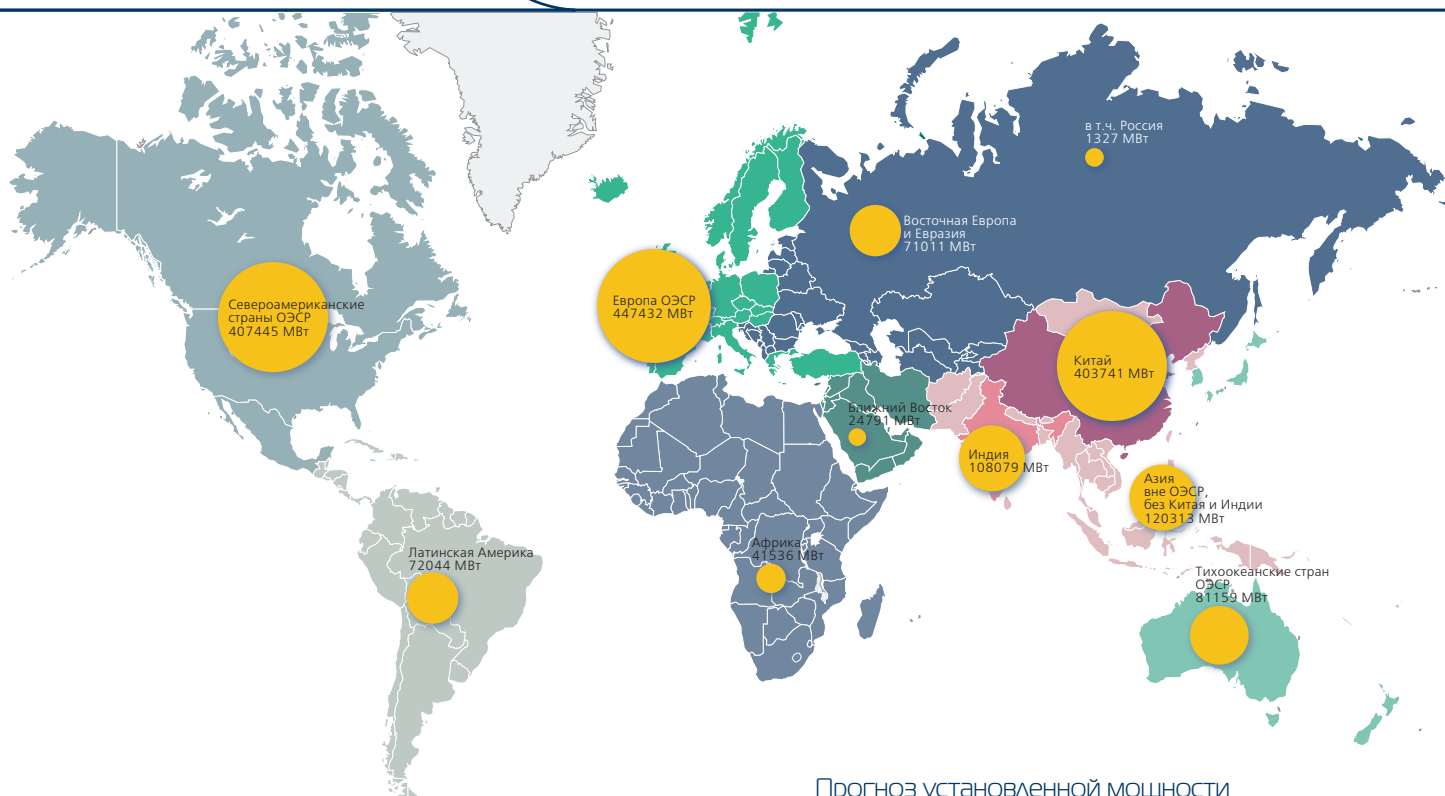 в т.ч. Россия
1327 МВт
Восточная Европа
и Евразия
71011 МВт
Североамериканские
страны ОЭСР
407445 МВт
Европа ОЭСР
447432 МВт
Китай
403741 МВт
Ближний Восток
24791 МВт
Индия
108079 МВт
Азия
вне ОЭСР,
без Китая и Индии
120313 МВт
Латинская Америка
72044 МВт
Африка
41536 МВт
Тихоокеанские стран
ОЭСР
81159 МВт
Прогноз установленной мощности